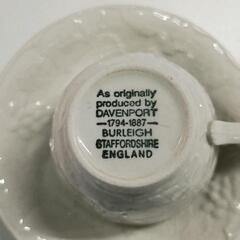 As originally
produced by
DAVENPORT
—1794-1887—
BURLEIGH
STAFFORDSHIRE
ENGLAND